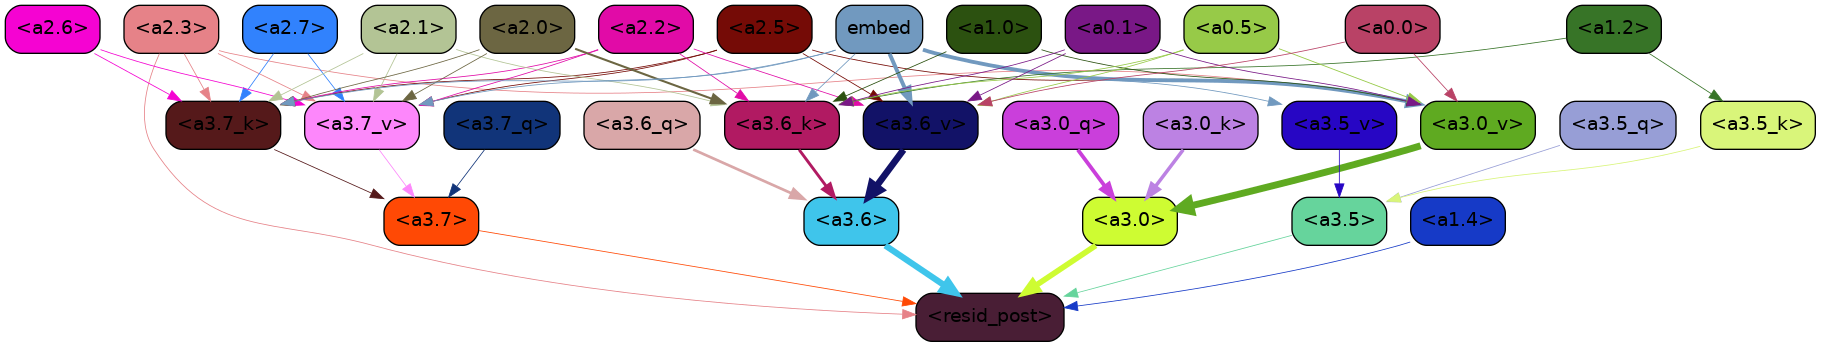 <a2.6> <a2.3> <a2.7> <a2.1> <a2.0> <a2.2> <a2.5> embed <a1.0> <a0.1> <a0.5> <a0.0> <a1.2>
<a3.7_k> <a3.7_v> <a3.7_q> <a3.6_q> <a3.6_k> <a3.6_v> <a3.0_q> <a3.0_k> <a3.5_v> <a3.0_v> <a3.5_q> <a3.5_k>
<a3.7> <a3.6> <a3.0> <a3.5> <a1.4>
<resid_post>